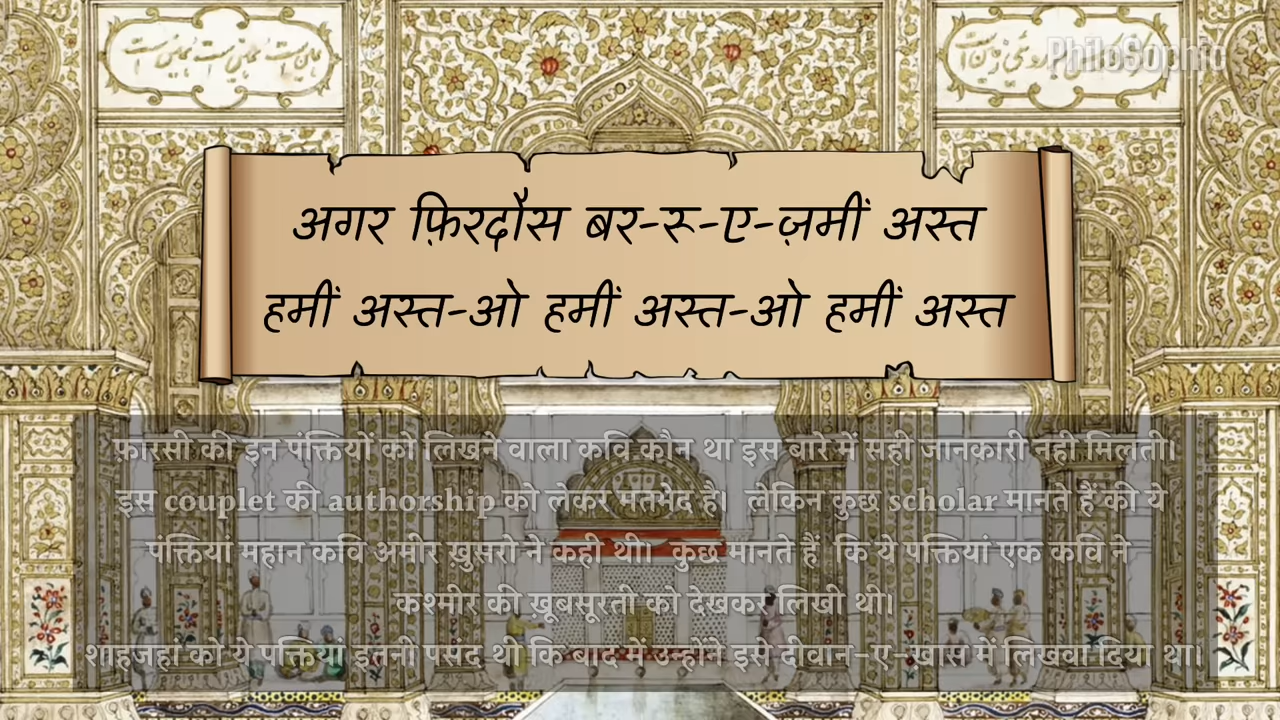 PhiloSophic
अगर फ़िरदौस बर-रू-ए-ज़मीं अस्त
हमीं अस्त-ओ हमीं अस्त-ओ हमीं अस्त
फ़ारसी की इन पंक्तियों को लिखने वाला कवि कौन था इस बारे में सही जानकारी नही मिलती।
इस couplet की authorship को लेकर मतभेद है। लेकिन कुछ scholar मानते हैं की ये
पंक्तिया महान कवि अमीर ख़ुसरो ने कही थी। कुछ मानते हैं कि ये पंक्तियां एक कवि ने
कश्मीर की खूबसूरती को देखकर लिखी थी।
शाहजहां को ये पंक्तियां इतनी पसंद थी कि बाद में उन्होंने इसे दीवान-ए-खास में लिखवा दिया था।